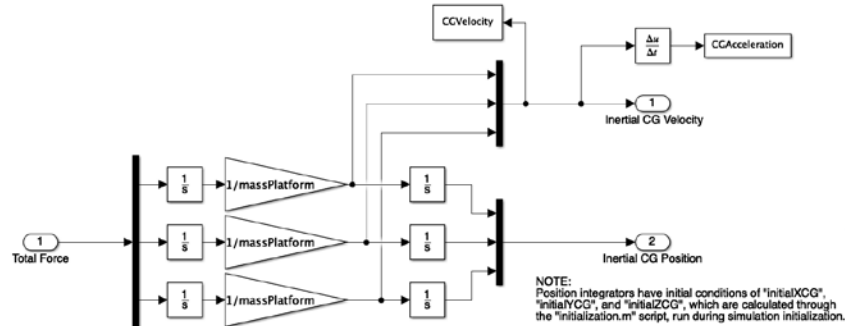 CGVelocity
Δu
Δt
CGAcceleration
1
Inertial CG Velocity
1
s
1/massPlatform
1
s
1
Total Force
1
s
1/massPlatform
1
s
2
Inertial CG Position
1
s
1/massPlatform
1
s
NOTE:
Position integrators have initial conditions of "initialXCG",
"initialYCG", and "initialZCG", which are calculated through
the "initialization.m" script, run during simulation initialization.